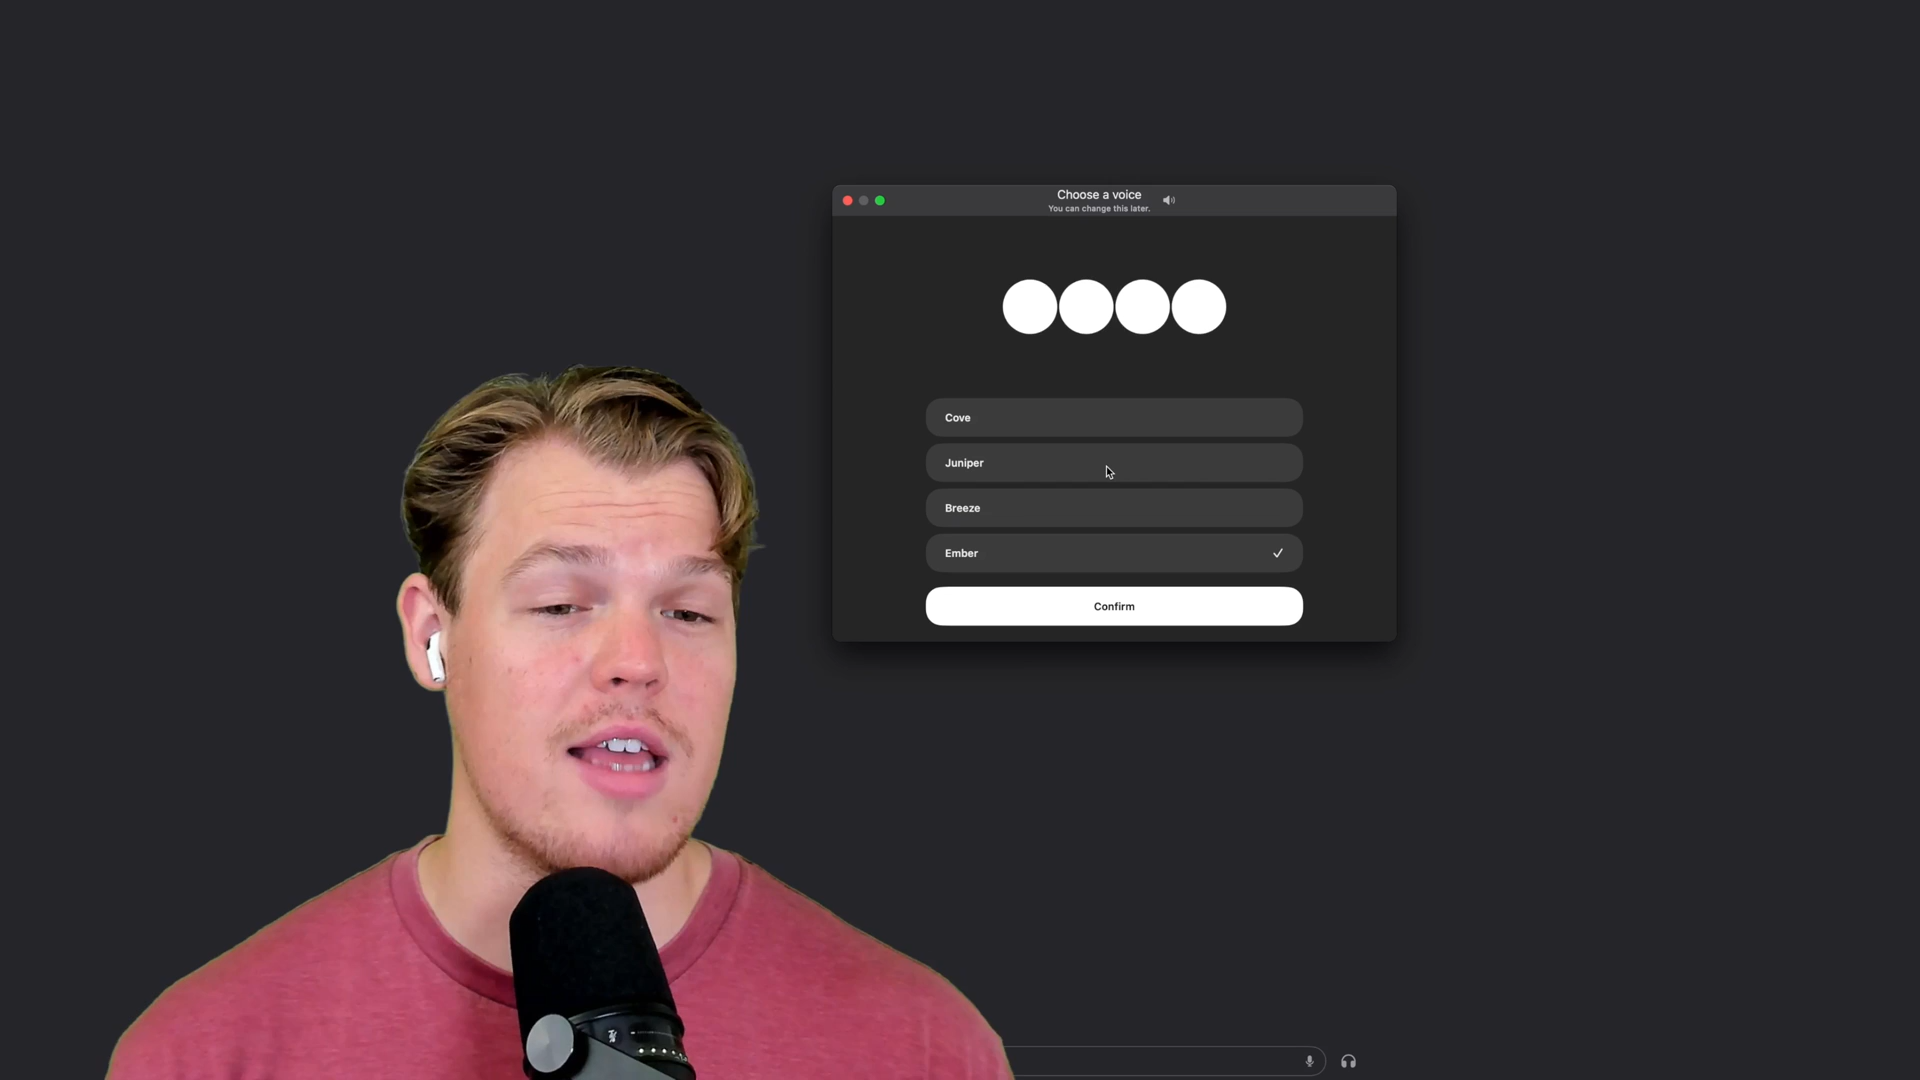 Choose a voice
You can change this later.
Cove
Juniper
Breeze
Ember
Confirm